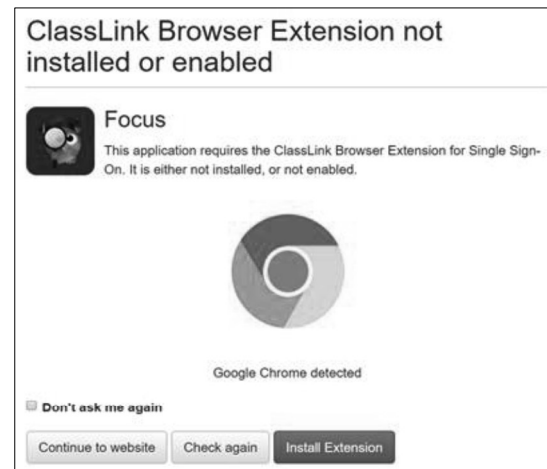 ClassLink Browser Extension not
installed or enabled
Focus
This application requires the ClassLink Browser Extension for Single Sign-
On. It is either not installed, or not enabled.
Google Chrome detected
Don't ask me again
Continue to website
Check again
Install Extension